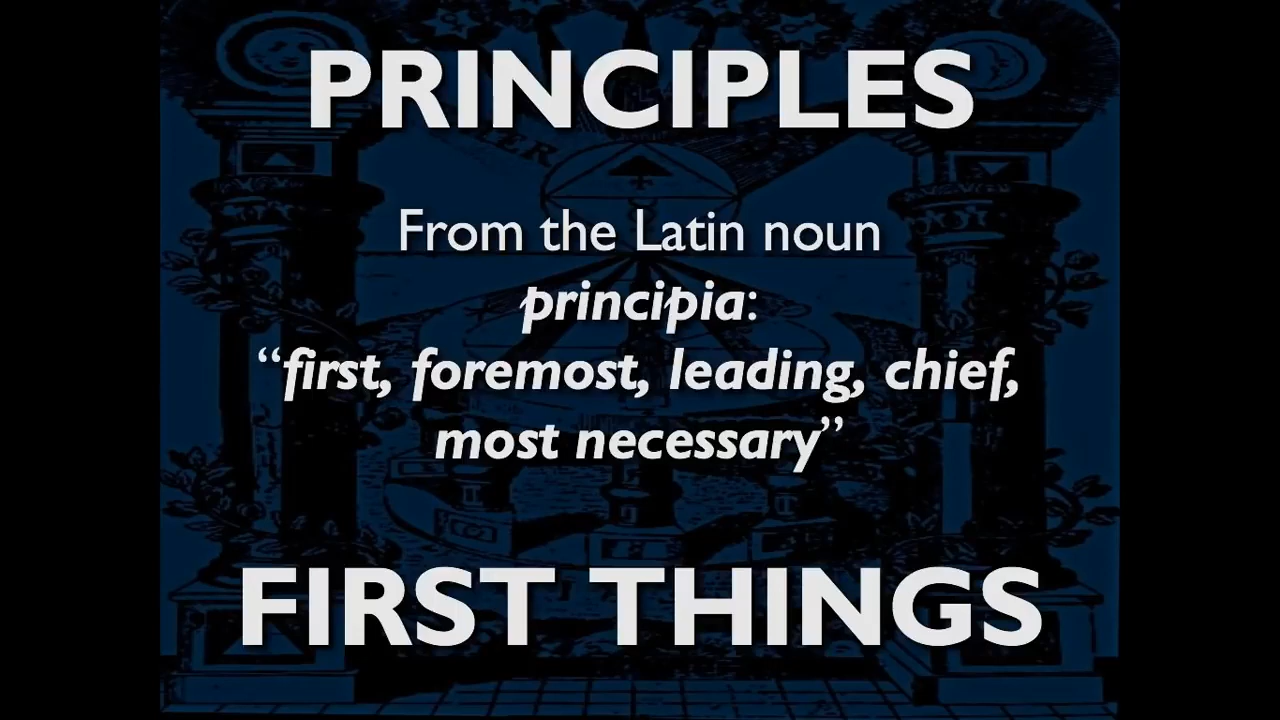 PRINCIPLES
From the Latin noun
principia:
“first, foremost, leading, chief,
most necessary”
FIRST THINGS